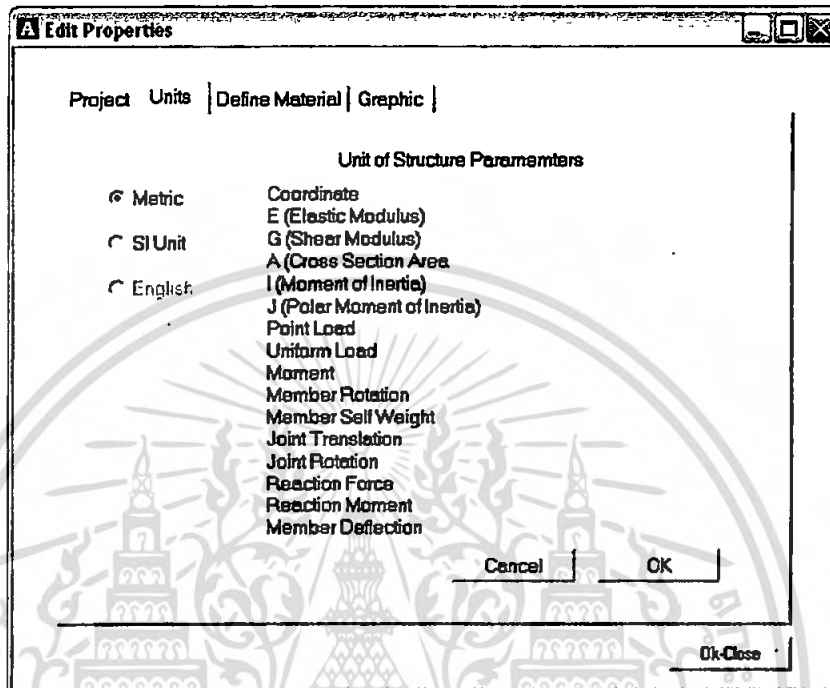 A Edit Properties
Project Units Define Material Graphic
Unit of Structure Paramemters
Metric
SI Unit
English
Coordinate
E (Elastic Modulus)
G (Shear Modulus)
A (Cross Section Area
I (Moment of Inertia)
J (Polar Moment of Inertia)
Point Load
Uniform Load
Moment
Member Rotation
Member Self Weight
Joint Translation
Joint Rotation
Reaction Force
Reaction Moment
Member Deflection
Cancel OK
Ok-Close